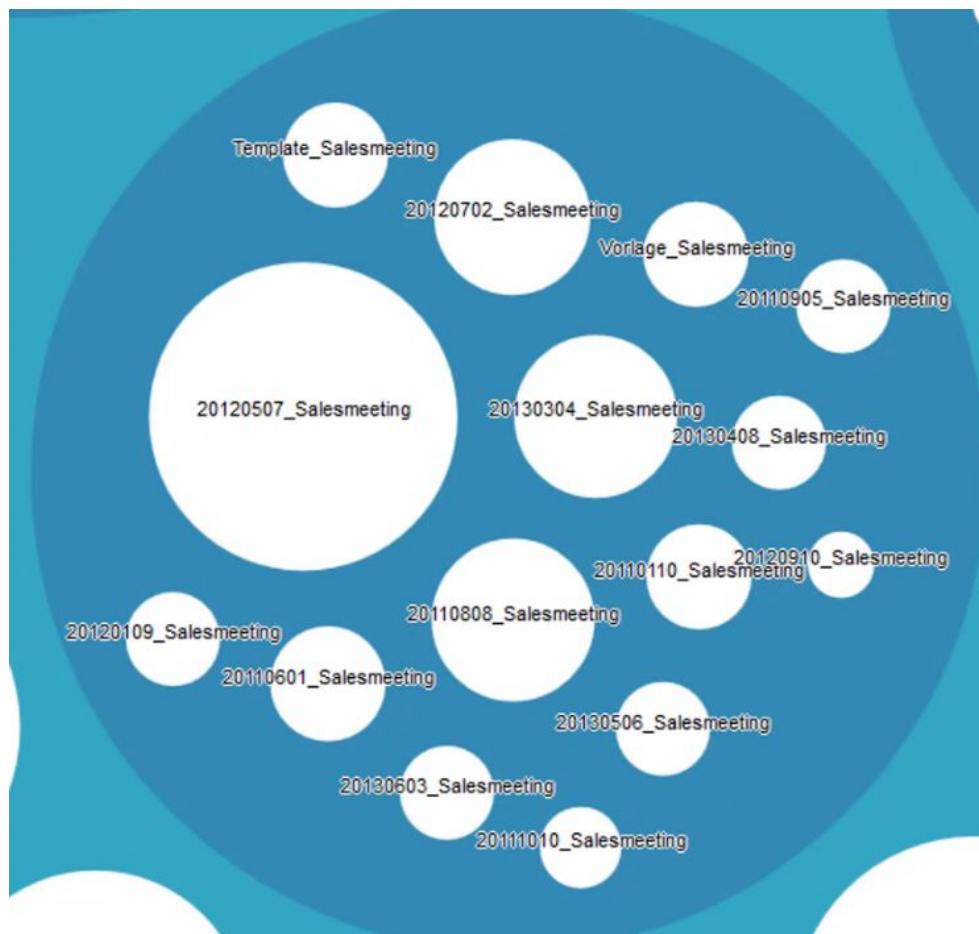 Template_Salesmeeting
20120702_Salesmeeting
Vorlage_Salesmeeting
20110905_Salesmeeting
20120507_Salesmeeting
20130304_Salesmeeting
20130408_Salesmeeting
20110110_Salesmeeting
20120910_Salesmeeting
20110808_Salesmeeting
20120109_Salesmeeting
20110601_Salesmeeting
20130506_Salesmeeting
20130603_Salesmeeting
20111010_Salesmeeting